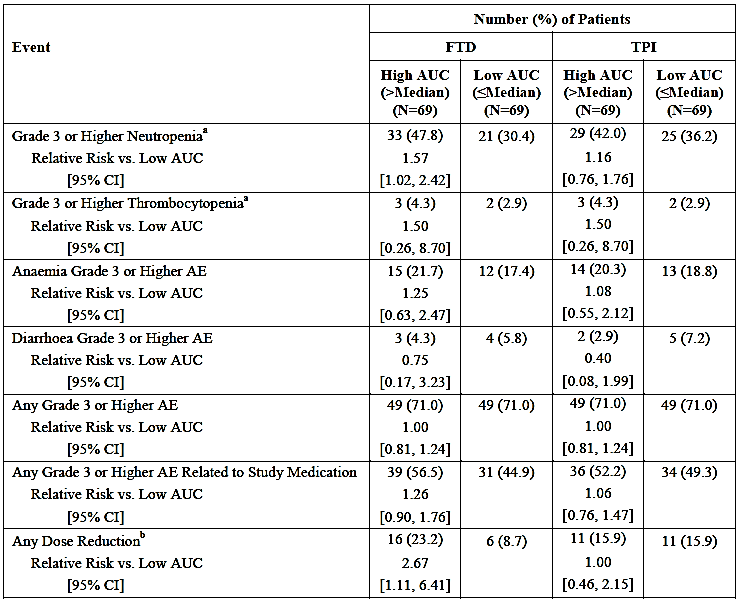 Event
Number (%) of Patients
FTD TPI
High AUC (>Median) (N=69) Low AUC (≤Median) (N=69) High AUC (>Median) (N=69) Low AUC (≤Median) (N=69)
Grade 3 or Higher Neutropenia^a 33 (47.8) 21 (30.4) 29 (42.0) 25 (36.2)
Relative Risk vs. Low AUC 1.57 1.16
[95% CI] [1.02, 2.42] [0.76, 1.76]
Grade 3 or Higher Thrombocytopenia^a 3 (4.3) 2 (2.9) 3 (4.3) 2 (2.9)
Relative Risk vs. Low AUC 1.50 1.50
[95% CI] [0.26, 8.70] [0.26, 8.70]
Anaemia Grade 3 or Higher AE 15 (21.7) 12 (17.4) 14 (20.3) 13 (18.8)
Relative Risk vs. Low AUC 1.25 1.08
[95% CI] [0.63, 2.47] [0.55, 2.12]
Diarrhoea Grade 3 or Higher AE 3 (4.3) 4 (5.8) 2 (2.9) 5 (7.2)
Relative Risk vs. Low AUC 0.75 0.40
[95% CI] [0.17, 3.23] [0.08, 1.99]
Any Grade 3 or Higher AE 49 (71.0) 49 (71.0) 49 (71.0) 49 (71.0)
Relative Risk vs. Low AUC 1.00 1.00
[95% CI] [0.81, 1.24] [0.81, 1.24]
Any Grade 3 or Higher AE Related to Study Medication 39 (56.5) 31 (44.9) 36 (52.2) 34 (49.3)
Relative Risk vs. Low AUC 1.26 1.06
[95% CI] [0.90, 1.76] [0.76, 1.47]
Any Dose Reduction^b 16 (23.2) 6 (8.7) 11 (15.9) 11 (15.9)
Relative Risk vs. Low AUC 2.67 1.00
[95% CI] [1.11, 6.41] [0.46, 2.15]